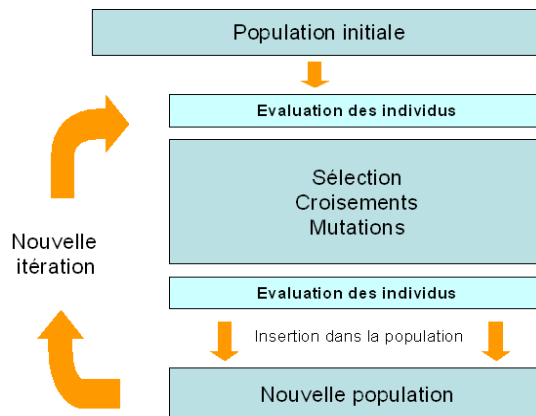 Population initiale
Evaluation des individus
Sélection
Croisements
Mutations
Nouvelle
itération
Evaluation des individus
Insertion dans la population
Nouvelle population